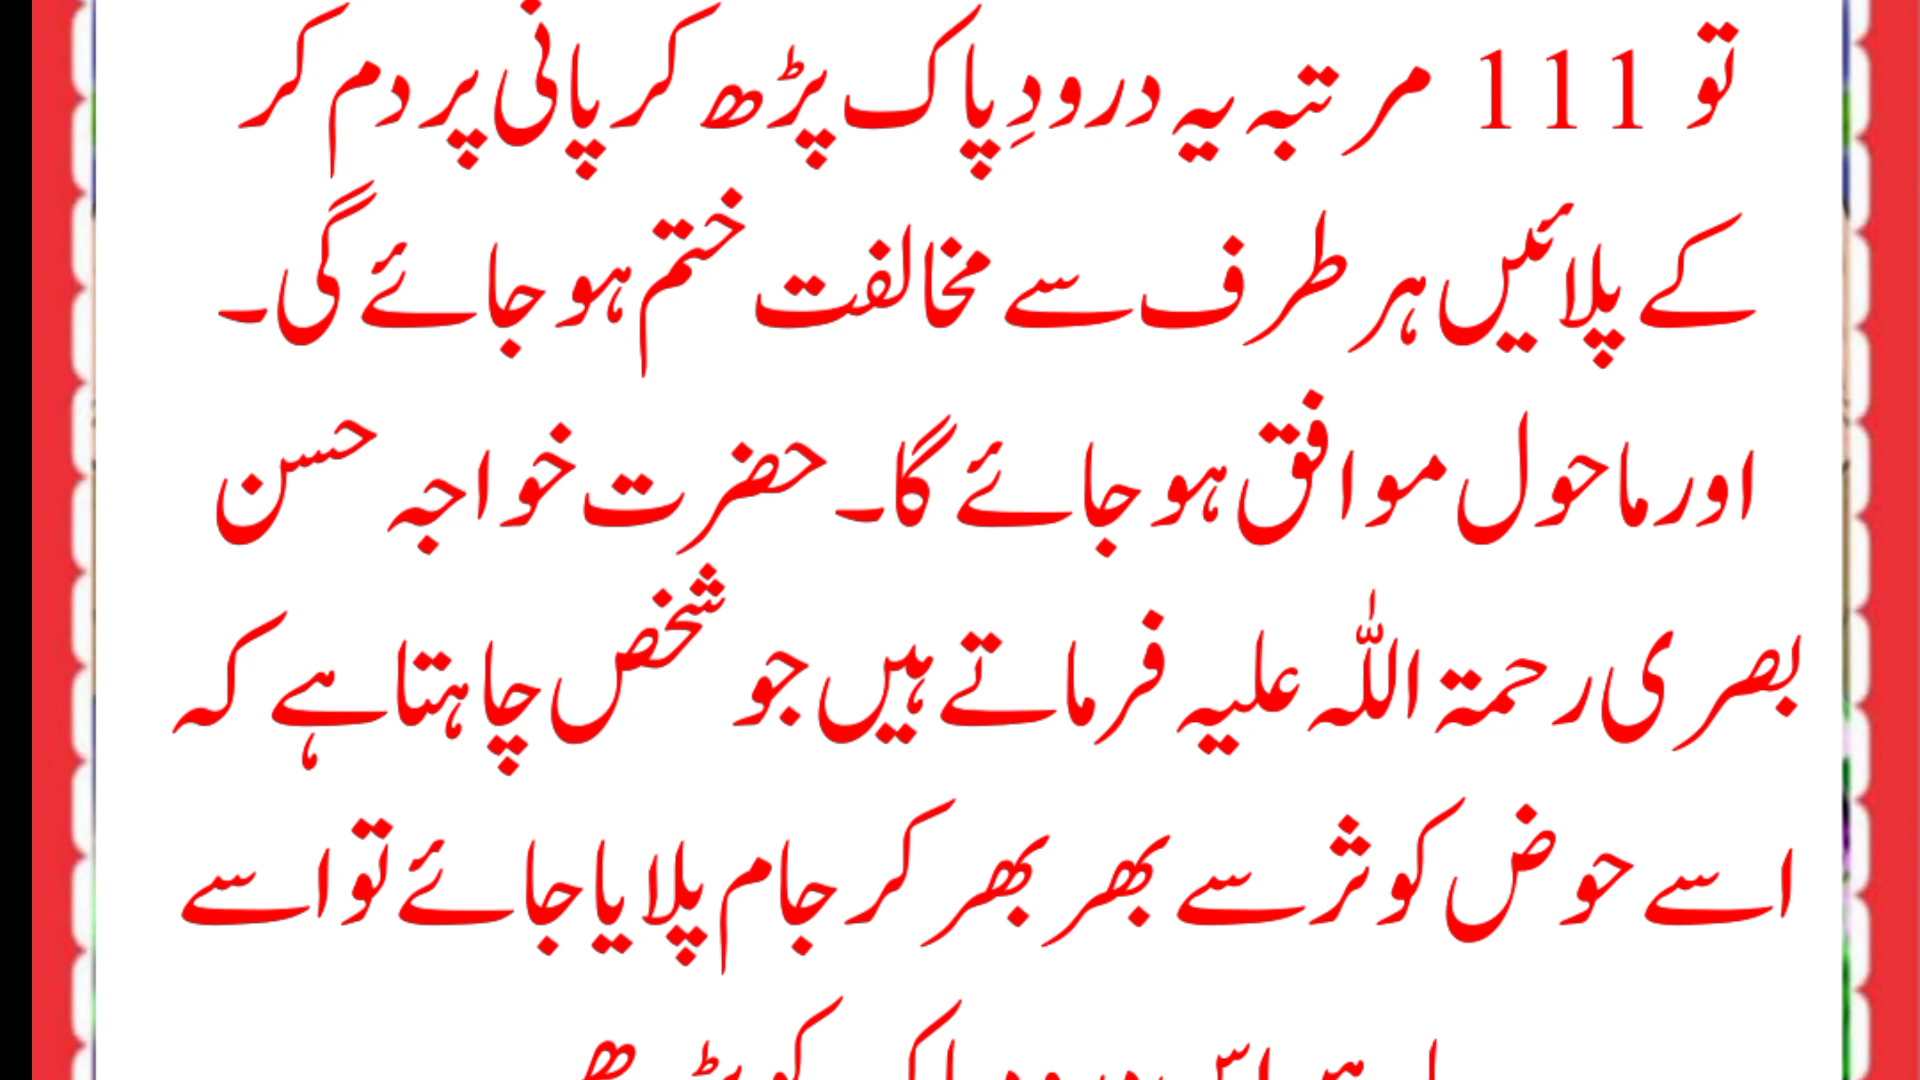 تو 111 مرتبہ یہ درودِ پاک پڑھ کر پانی پر دم کر
کے پلائیں ہر طرف سے مخالفت ختم ہو جائے گی۔
اور ماحول موافق ہو جائے گا۔ حضرت خواجہ حسن
بصری رحمۃ اللّٰہ علیہ فرماتے ہیں جو شخص چاہتا ہے کہ
اسے حوض کوثر سے بھر بھر کر جام پلایا جائے تو اسے